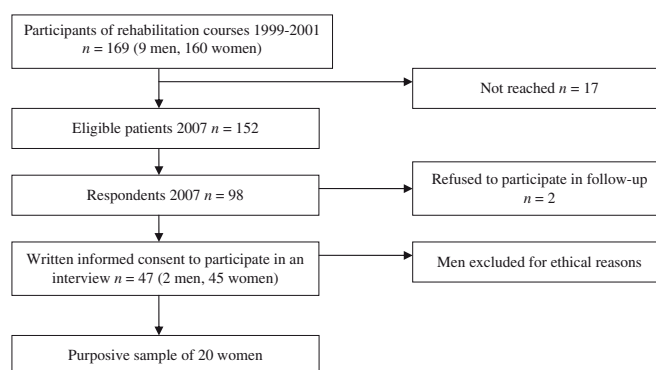 Participants of rehabilitation courses 1999-2001
n = 169 (9 men, 160 women)
Not reached n = 17
Eligible patients 2007 n = 152
Respondents 2007 n = 98
Refused to participate in follow-up
n = 2
Written informed consent to participate in an
interview n = 47 (2 men, 45 women)
Men excluded for ethical reasons
Purposive sample of 20 women